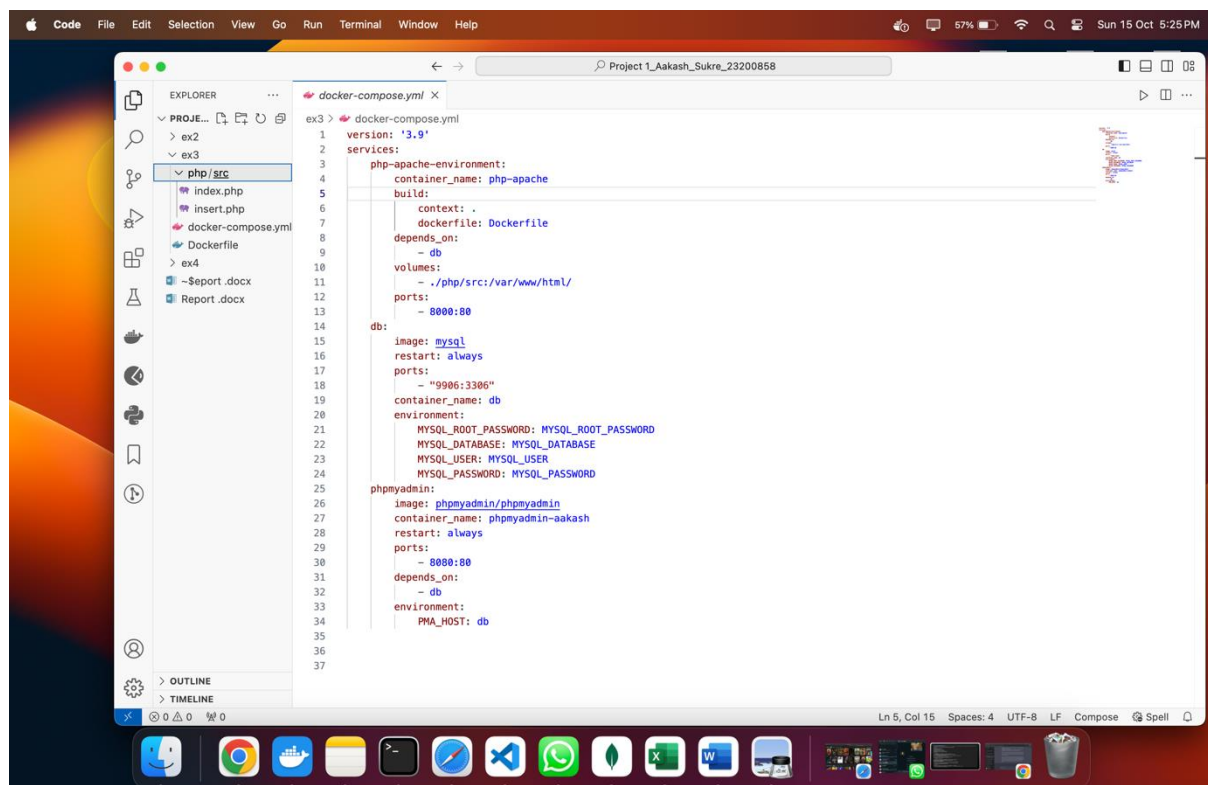 Code File Edit Selection View Go Run Terminal Window Help 57% Sun 15 Oct 5:25 PM
Project 1_Aakash_Sukre_23200858
EXPLORER
PROJE...
ex2
ex3
php/src
index.php
insert.php
docker-compose.yml
Dockerfile
ex4
~$eport .docx
Report .docx
OUTLINE
TIMELINE
docker-compose.yml
ex3 > docker-compose.yml
1 version: '3.9'
2 services:
3 php-apache-environment:
4 container_name: php-apache
5 build:
6 context: .
7 dockerfile: Dockerfile
8 depends_on:
9 - db
10 volumes:
11 - ./php/src:/var/www/html/
12 ports:
13 - 8000:80
14 db:
15 image: mysql
16 restart: always
17 ports:
18 - "9906:3306"
19 container_name: db
20 environment:
21 MYSQL_ROOT_PASSWORD: MYSQL_ROOT_PASSWORD
22 MYSQL_DATABASE: MYSQL_DATABASE
23 MYSQL_USER: MYSQL_USER
24 MYSQL_PASSWORD: MYSQL_PASSWORD
25 phpmyadmin:
26 image: phpmyadmin/phpmyadmin
27 container_name: phpmyadmin-aakash
28 restart: always
29 ports:
30 - 8080:80
31 depends_on:
32 - db
33 environment:
34 PMA_HOST: db
35
36
37
0 0 0 Ln 5, Col 15 Spaces: 4 UTF-8 LF Compose Spell